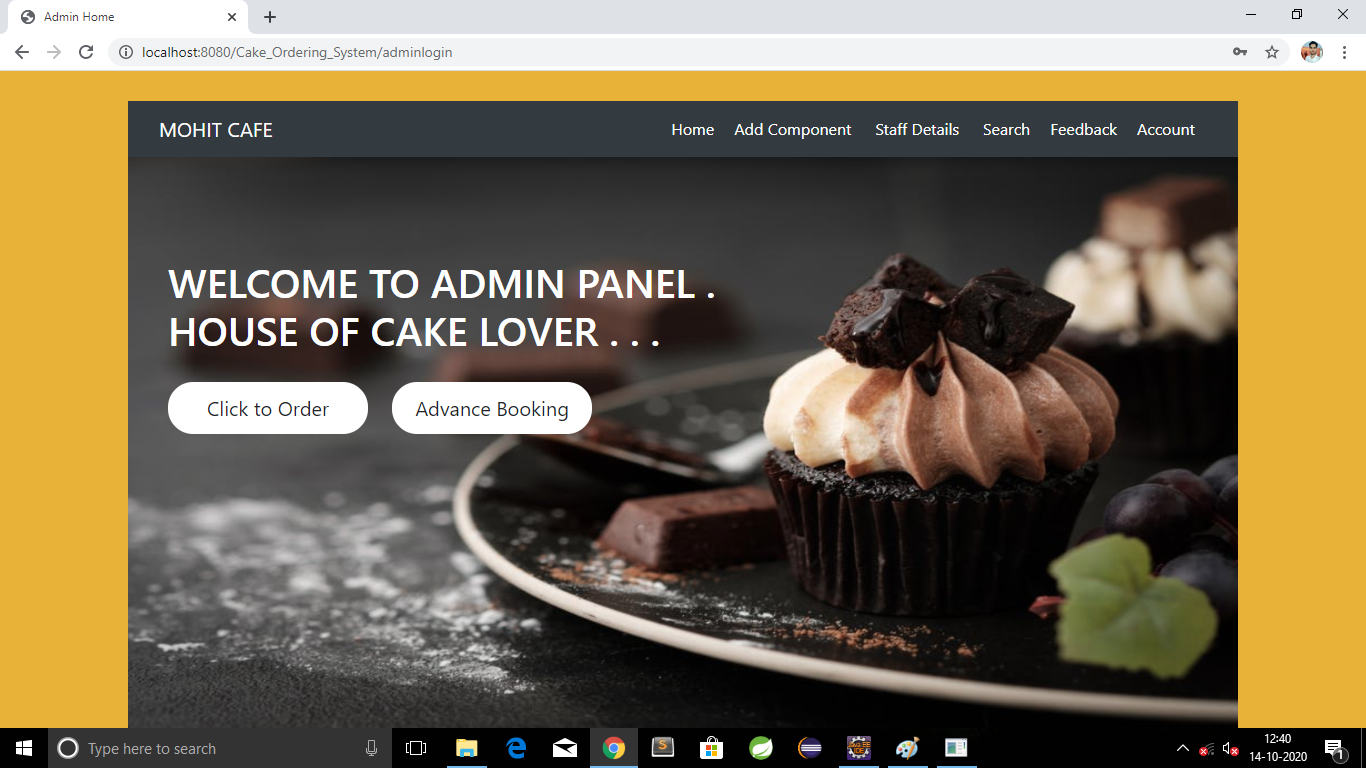 Admin Home
localhost:8080/Cake_Ordering_System/adminlogin
MOHIT CAFE
Home Add Component Staff Details Search Feedback Account
WELCOME TO ADMIN PANEL .
HOUSE OF CAKE LOVER . . .
Click to Order Advance Booking
Type here to search
12:40
14-10-2020
1